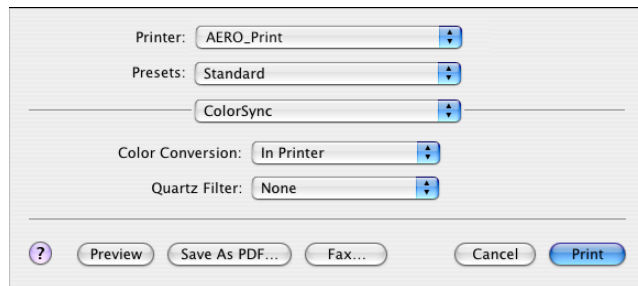 Printer: AERO_Print
Presets: Standard
ColorSync
Color Conversion: In Printer
Quartz Filter: None
? Preview Save As PDF... Fax... Cancel Print